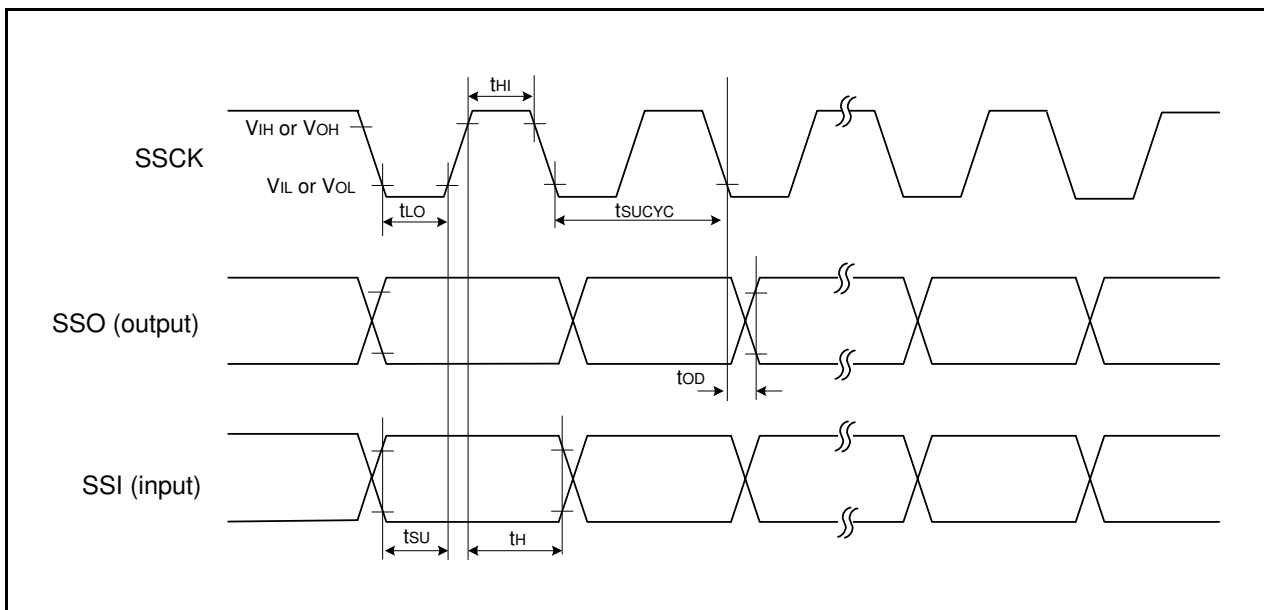 tHI
VIH or VOH
SSCK
VIL or VOL
tLO
tSUCYC
SSO (output)
tOD
SSI (input)
tSU
tH